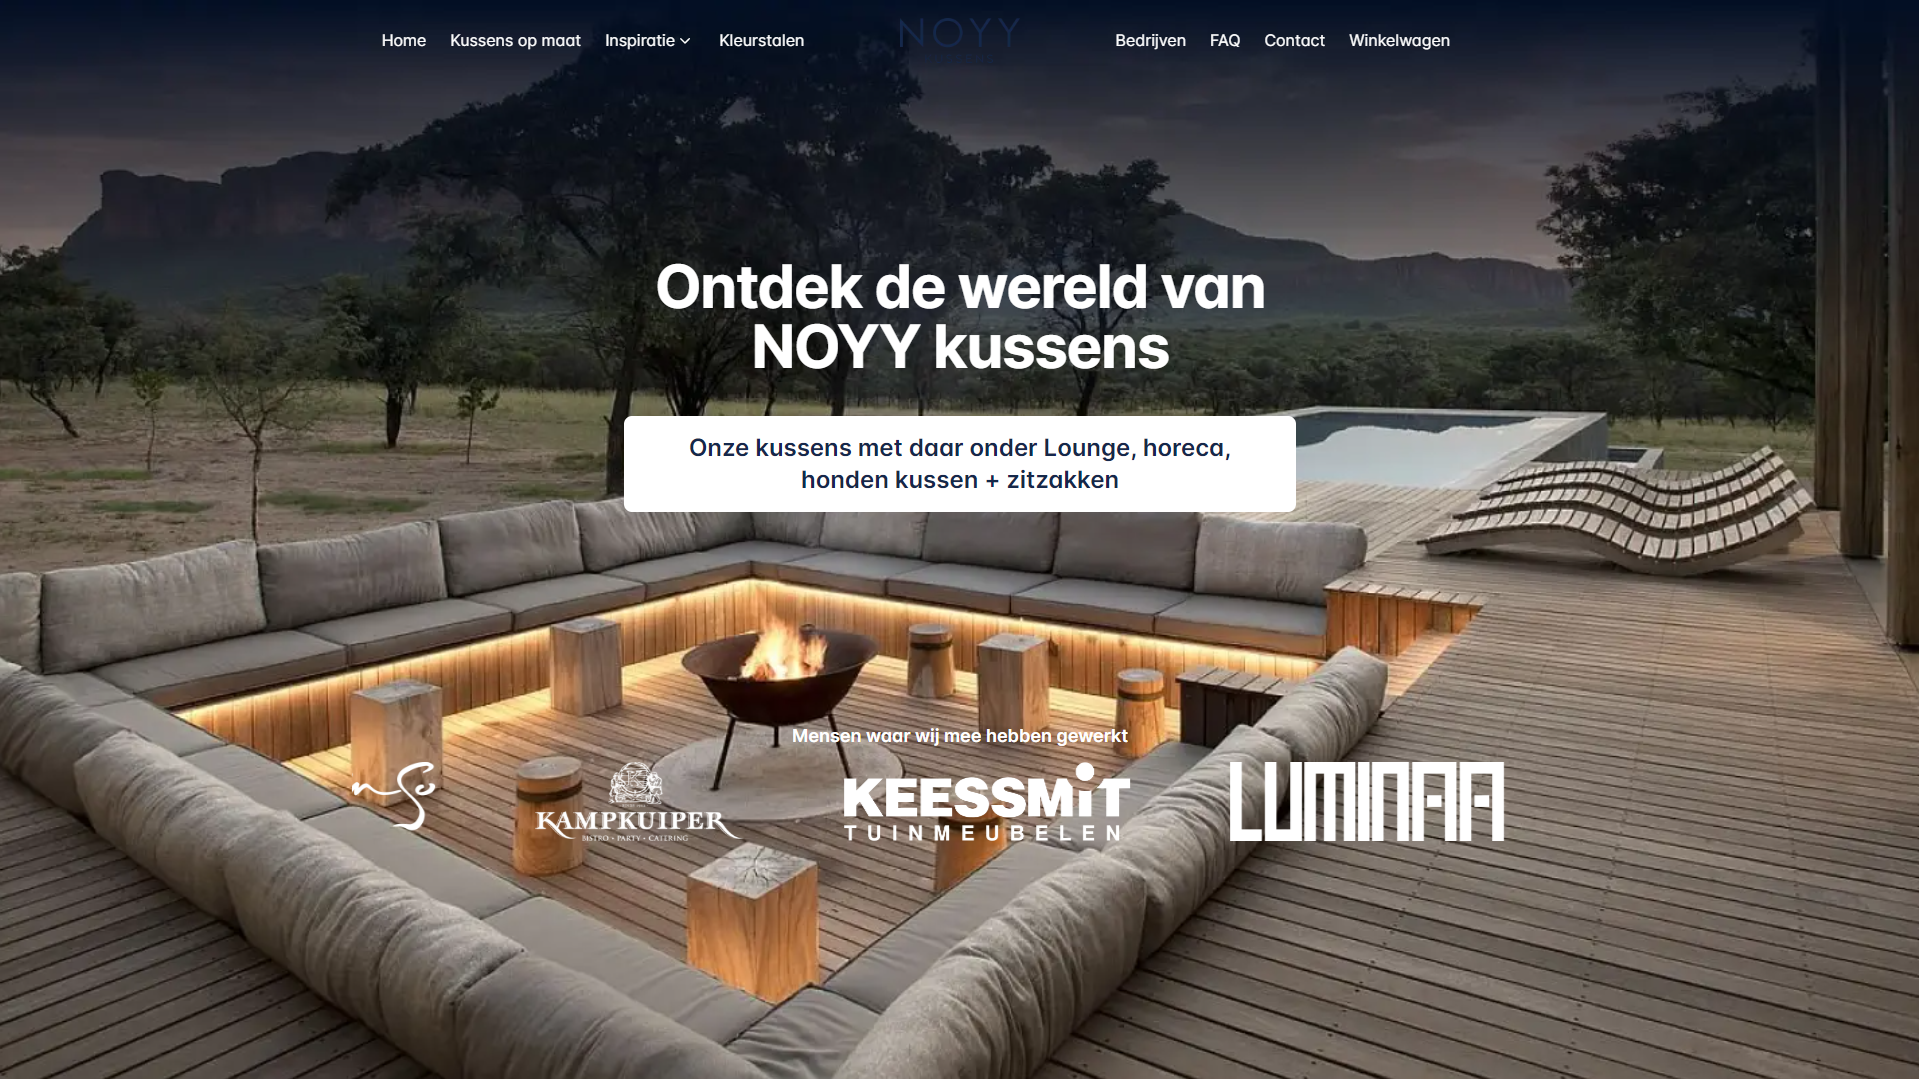 Home
Kussens op maat
Inspiratie
Kleurstalen
NOYY
Bedrijven
FAQ
Contact
Winkelwagen
Ontdek de wereld van
NOYY kussens
Onze kussens met daar onder Lounge, horeca,
honden kussen + zitzakken
Mensen waar wij mee hebben gewerkt
KAMPKUIPER
BISTRO • PARTY • CATERING
KEESSMiT
TUINMEUBELEN
LUMINAA